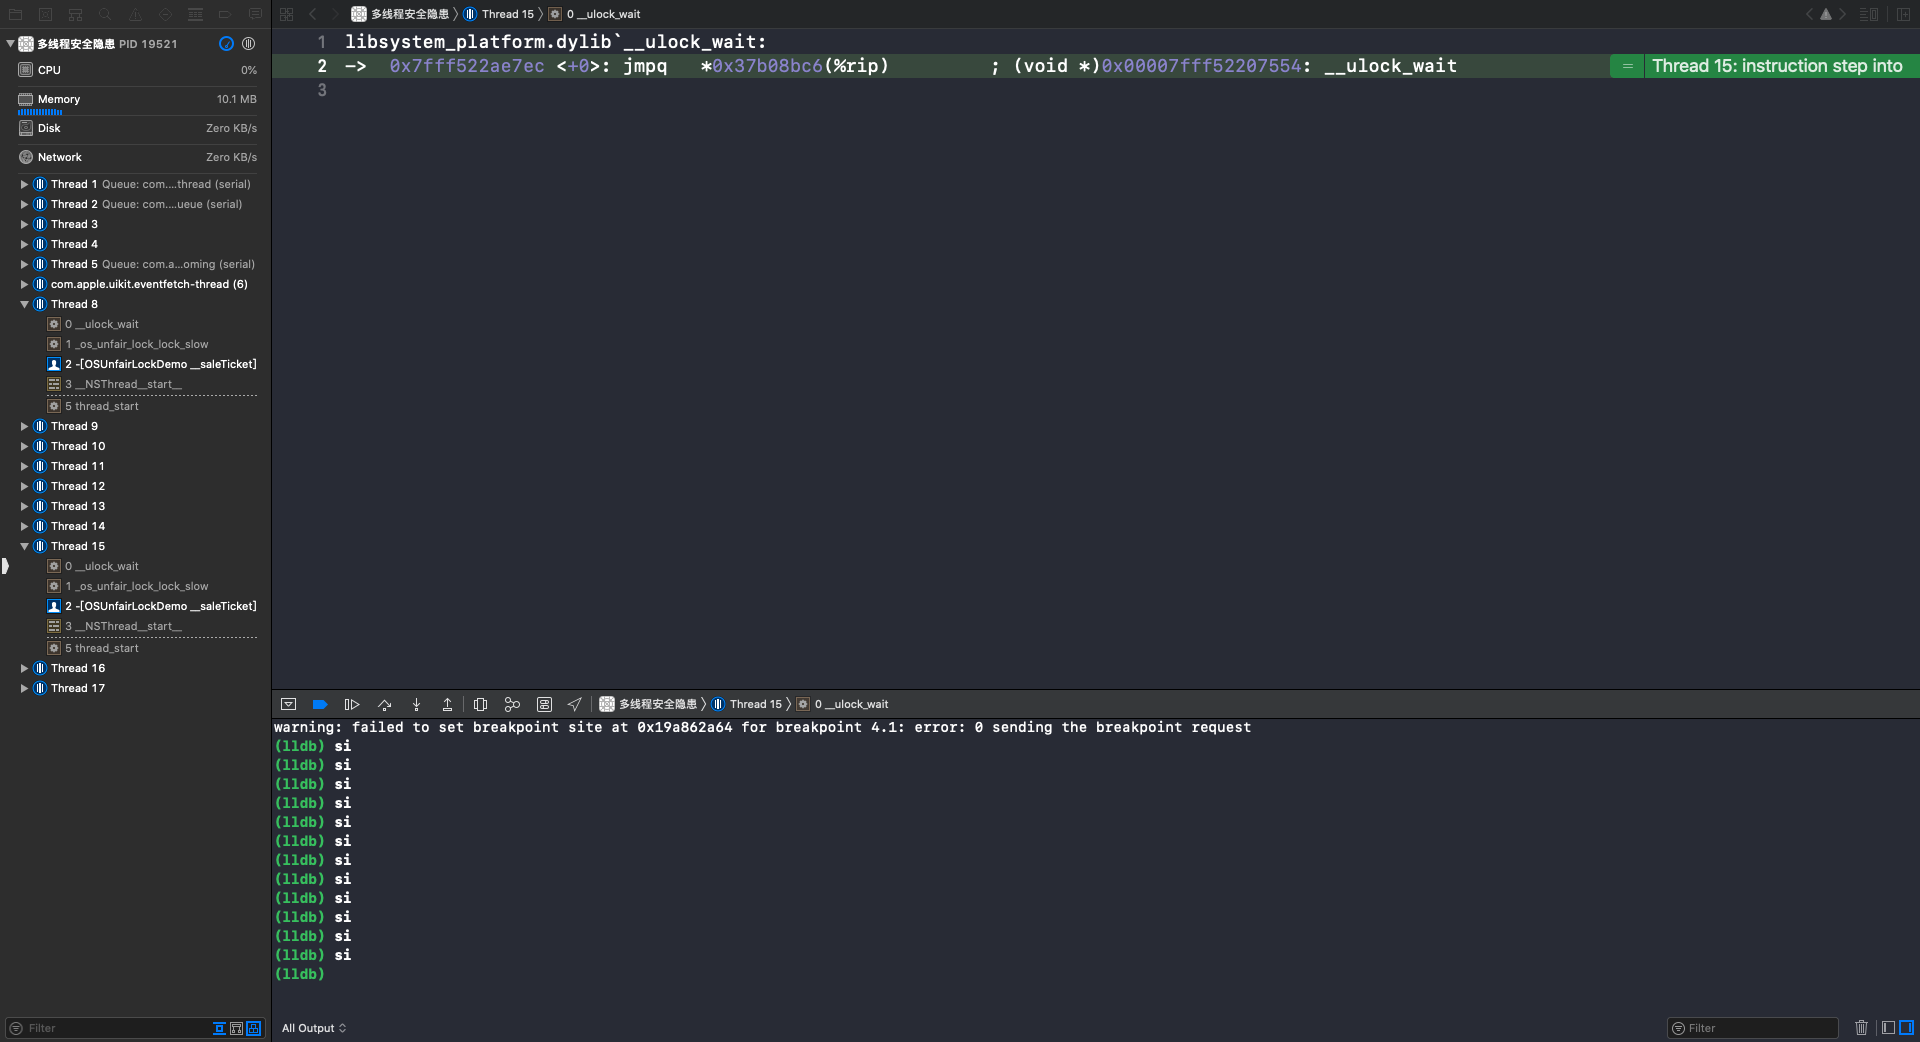 多线程安全隐患 〉 Thread 15 〉 0 __ulock_wait
多线程安全隐患 PID 19521
CPU 0%
Memory 10.1 MB
Disk Zero KB/s
Network Zero KB/s
Thread 1 Queue: com....thread (serial)
Thread 2 Queue: com....ueue (serial)
Thread 3
Thread 4
Thread 5 Queue: com.a...oming (serial)
com.apple.uikit.eventfetch-thread (6)
Thread 8
0 __ulock_wait
1 _os_unfair_lock_lock_slow
2 -[OSUnfairLockDemo __saleTicket]
3 __NSThread__start__
5 thread_start
Thread 9
Thread 10
Thread 11
Thread 12
Thread 13
Thread 14
Thread 15
0 __ulock_wait
1 _os_unfair_lock_lock_slow
2 -[OSUnfairLockDemo __saleTicket]
3 __NSThread__start__
5 thread_start
Thread 16
Thread 17
Filter
1 libsystem_platform.dylib`__ulock_wait:
2 -> 0x7fff522ae7ec <+0>: jmpq *0x37b08bc6(%rip) ; (void *)0x00007fff52207554: __ulock_wait = Thread 15: instruction step into
3
多线程安全隐患 〉 Thread 15 〉 0 __ulock_wait
warning: failed to set breakpoint site at 0x19a862a64 for breakpoint 4.1: error: 0 sending the breakpoint request
(lldb) si
(lldb) si
(lldb) si
(lldb) si
(lldb) si
(lldb) si
(lldb) si
(lldb) si
(lldb) si
(lldb) si
(lldb) si
(lldb) si
(lldb)
All Output
Filter